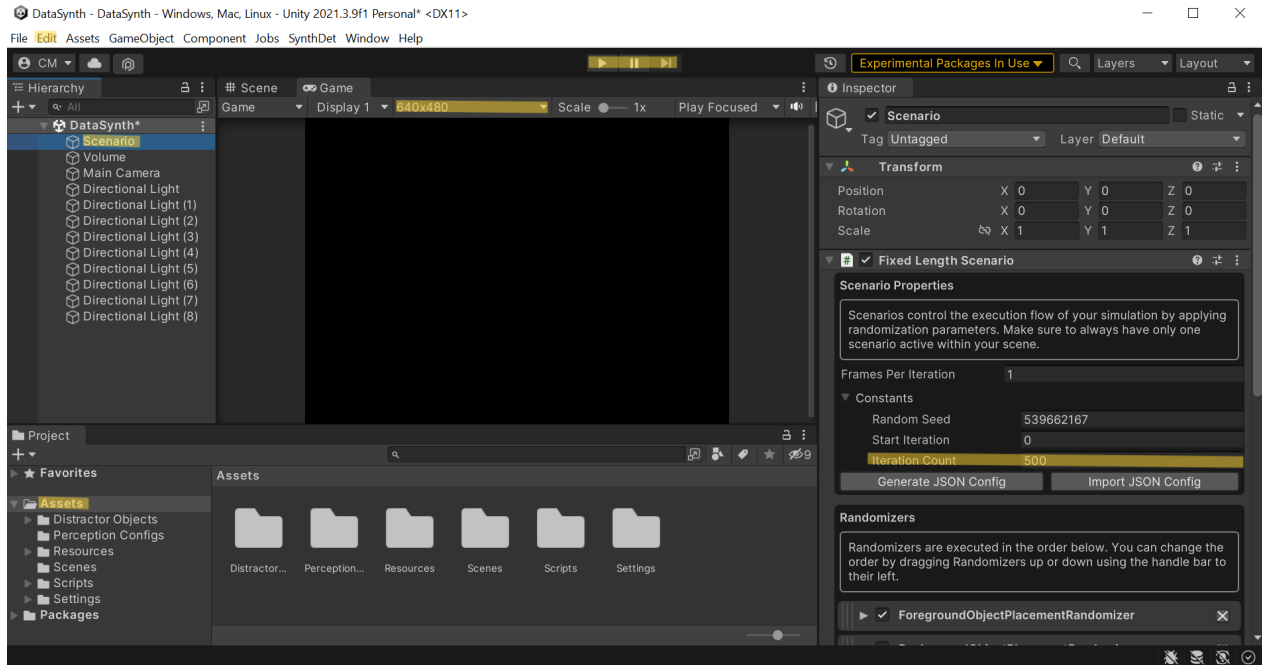 DataSynth - DataSynth - Windows, Mac, Linux - Unity 2021.3.9f1 Personal* <DX11>
File Edit Assets GameObject Component Jobs SynthDet Window Help
CM
Experimental Packages In Use
Layers
Layout
Hierarchy
All
DataSynth*
Scenario
Volume
Main Camera
Directional Light
Directional Light (1)
Directional Light (2)
Directional Light (3)
Directional Light (4)
Directional Light (5)
Directional Light (6)
Directional Light (7)
Directional Light (8)
# Scene
Game
Game Display 1 640x480 Scale 1x Play Focused
Inspector
Scenario Static
Tag Untagged Layer Default
Transform
Position X 0 Y 0 Z 0
Rotation X 0 Y 0 Z 0
Scale X 1 Y 1 Z 1
# Fixed Length Scenario
Scenario Properties
Scenarios control the execution flow of your simulation by applying
randomization parameters. Make sure to always have only one
scenario active within your scene.
Frames Per Iteration 1
Constants
Random Seed 539662167
Start Iteration 0
Iteration Count 500
Generate JSON Config Import JSON Config
Randomizers
Randomizers are executed in the order below. You can change the
order by dragging Randomizers up or down using the handle bar to
their left.
ForegroundObjectPlacementRandomizer
Project
9
Favorites
Assets
Distractor Objects
Perception Configs
Resources
Scenes
Scripts
Settings
Packages
Assets
Distractor... Perception... Resources Scenes Scripts Settings